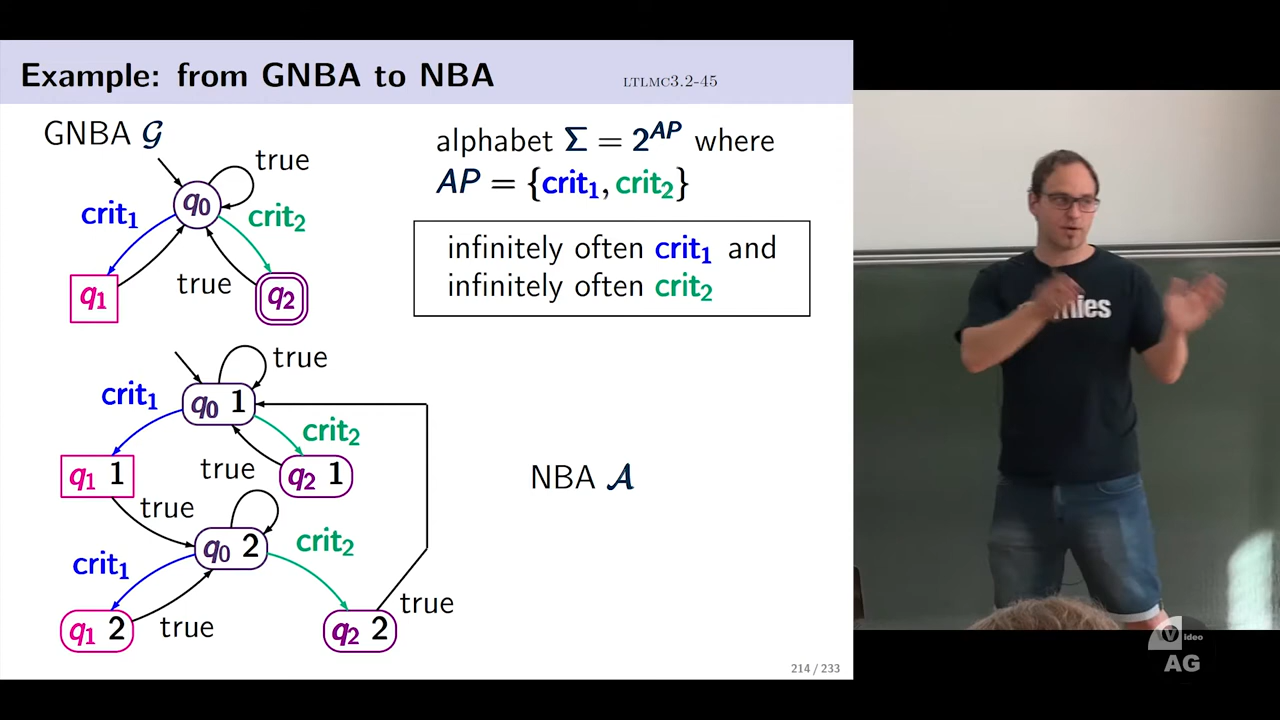 Example: from GNBA to NBA LTLMC3.2-45
GNBA 𝒢
alphabet Σ = 2^AP where
AP = {crit₁, crit₂}
true
q₀
crit₁
crit₂
q₁
true
q₂
infinitely often crit₁ and
infinitely often crit₂
true
crit₁
q₀ 1
crit₂
q₁ 1
true
q₂ 1
NBA 𝒜
true
q₀ 2
crit₂
crit₁
q₁ 2
true
q₂ 2
true
214 / 233
Video
AG